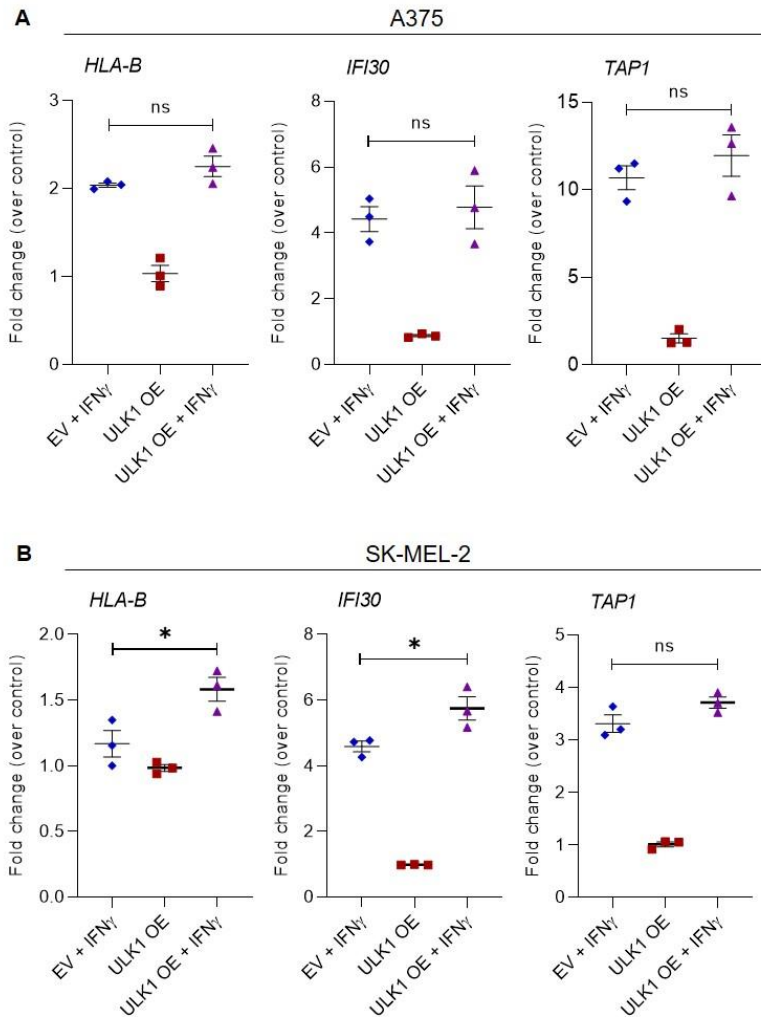 A
A375
HLA-B
IFI30
TAP1
Fold change (over control)
3
2
1
0
ns
EV + IFNγ
ULK1 OE
ULK1 OE + IFNγ
Fold change (over control)
8
6
4
2
0
ns
EV + IFNγ
ULK1 OE
ULK1 OE + IFNγ
Fold change (over control)
15
10
5
0
ns
EV + IFNγ
ULK1 OE
ULK1 OE + IFNγ
B
SK-MEL-2
HLA-B
IFI30
TAP1
Fold change (over control)
2.0
1.5
1.0
0.5
0.0
*
EV + IFNγ
ULK1 OE
ULK1 OE + IFNγ
Fold change (over control)
8
6
4
2
0
*
EV + IFNγ
ULK1 OE
ULK1 OE + IFNγ
Fold change (over control)
5
4
3
2
1
0
ns
EV + IFNγ
ULK1 OE
ULK1 OE + IFNγ